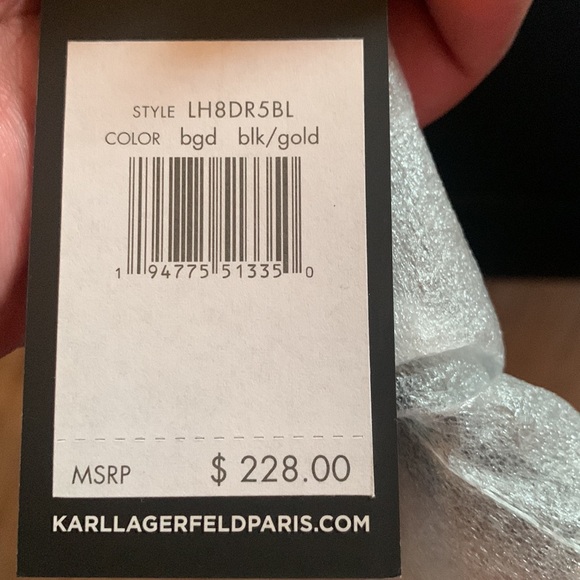 STYLE LH8DR5BL
COLOR bgd blk/gold
1 94775 51335 0
MSRP $ 228.00
KARLLAGERFELDPARIS.COM